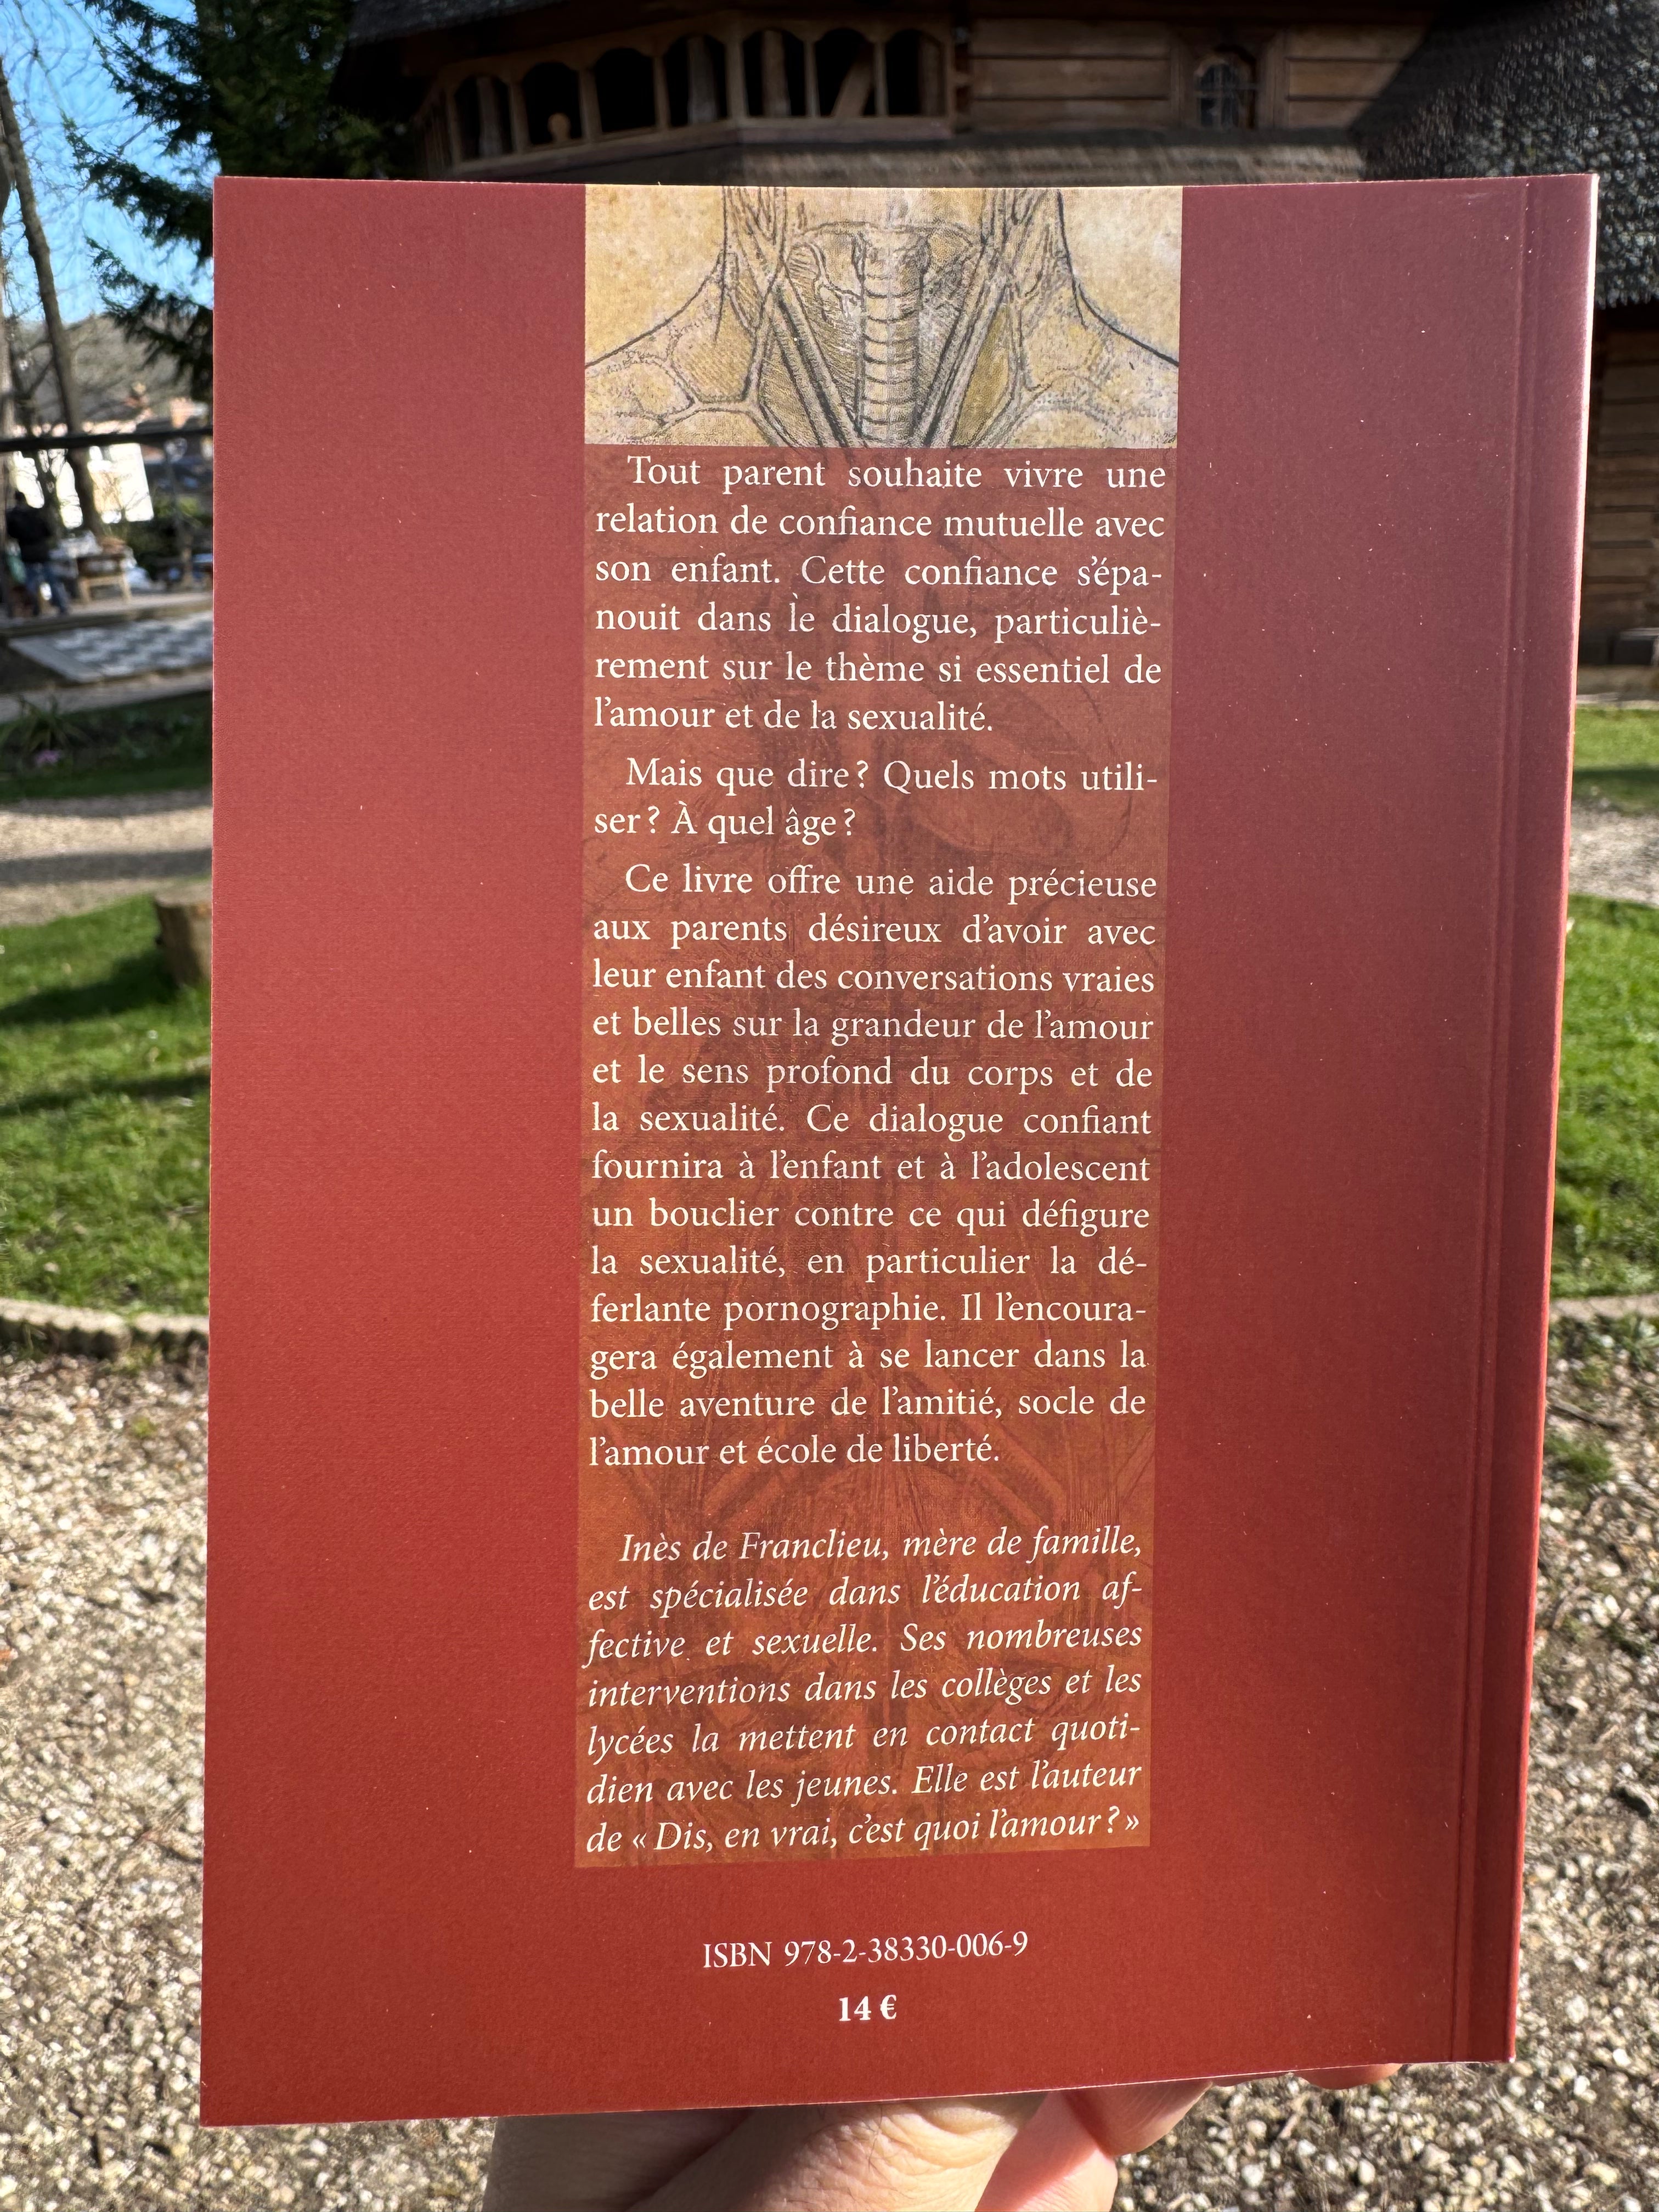 Tout parent souhaite vivre une
relation de confiance mutuelle avec
son enfant. Cette confiance s'épa-
nouit dans le dialogue, particuliè-
rement sur le thème si essentiel de
l'amour et de la sexualité.
Mais que dire ? Quels mots utili-
ser ? À quel âge ?
Ce livre offre une aide précieuse
aux parents désireux d'avoir avec
leur enfant des conversations vraies
et belles sur la grandeur de l'amour
et le sens profond du corps et de
la sexualité. Ce dialogue confiant
fournira à l'enfant et à l'adolescent
un bouclier contre ce qui défigure
la sexualité, en particulier la dé-
ferlante pornographie. Il l'encoura-
gera également à se lancer dans la
belle aventure de l'amitié, socle de
l'amour et école de liberté.
Inès de Franclieu, mère de famille,
est spécialisée dans l'éducation af-
fective et sexuelle. Ses nombreuses
interventions dans les collèges et les
lycées la mettent en contact quoti-
dien avec les jeunes. Elle est l'auteur
de « Dis, en vrai, c'est quoi l'amour ? »
ISBN 978-2-38330-006-9
14 €